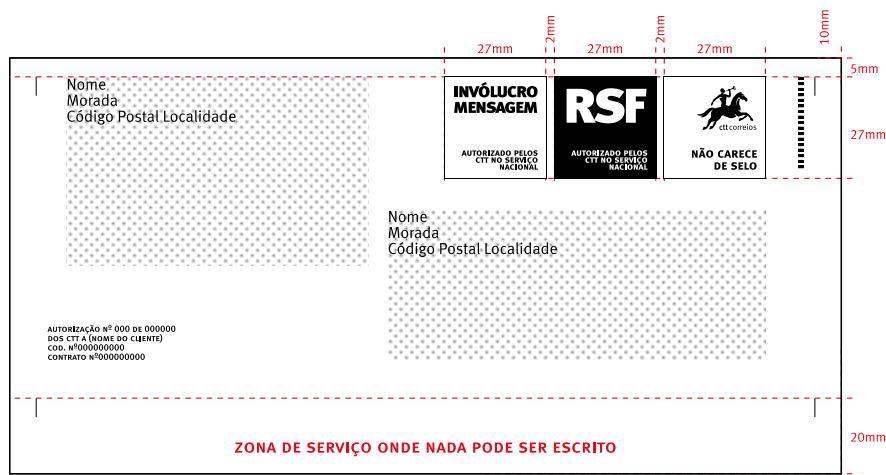 27mm
2mm
27mm
2mm
27mm
10mm
5mm
27mm
20mm
Nome
Morada
Código Postal Localidade
INVÓLUCRO
MENSAGEM
AUTORIZADO PELOS
CTT NO SERVIÇO
NACIONAL
RSF
AUTORIZADO PELOS
CTT NO SERVIÇO
NACIONAL
ctt correios
NÃO CARECE
DE SELO
Nome
Morada
Código Postal Localidade
AUTORIZAÇÃO Nº 000 DE 000000
DOS CTT A (NOME DO CLIENTE)
COD. Nº000000000
CONTRATO Nº000000000
ZONA DE SERVIÇO ONDE NADA PODE SER ESCRITO